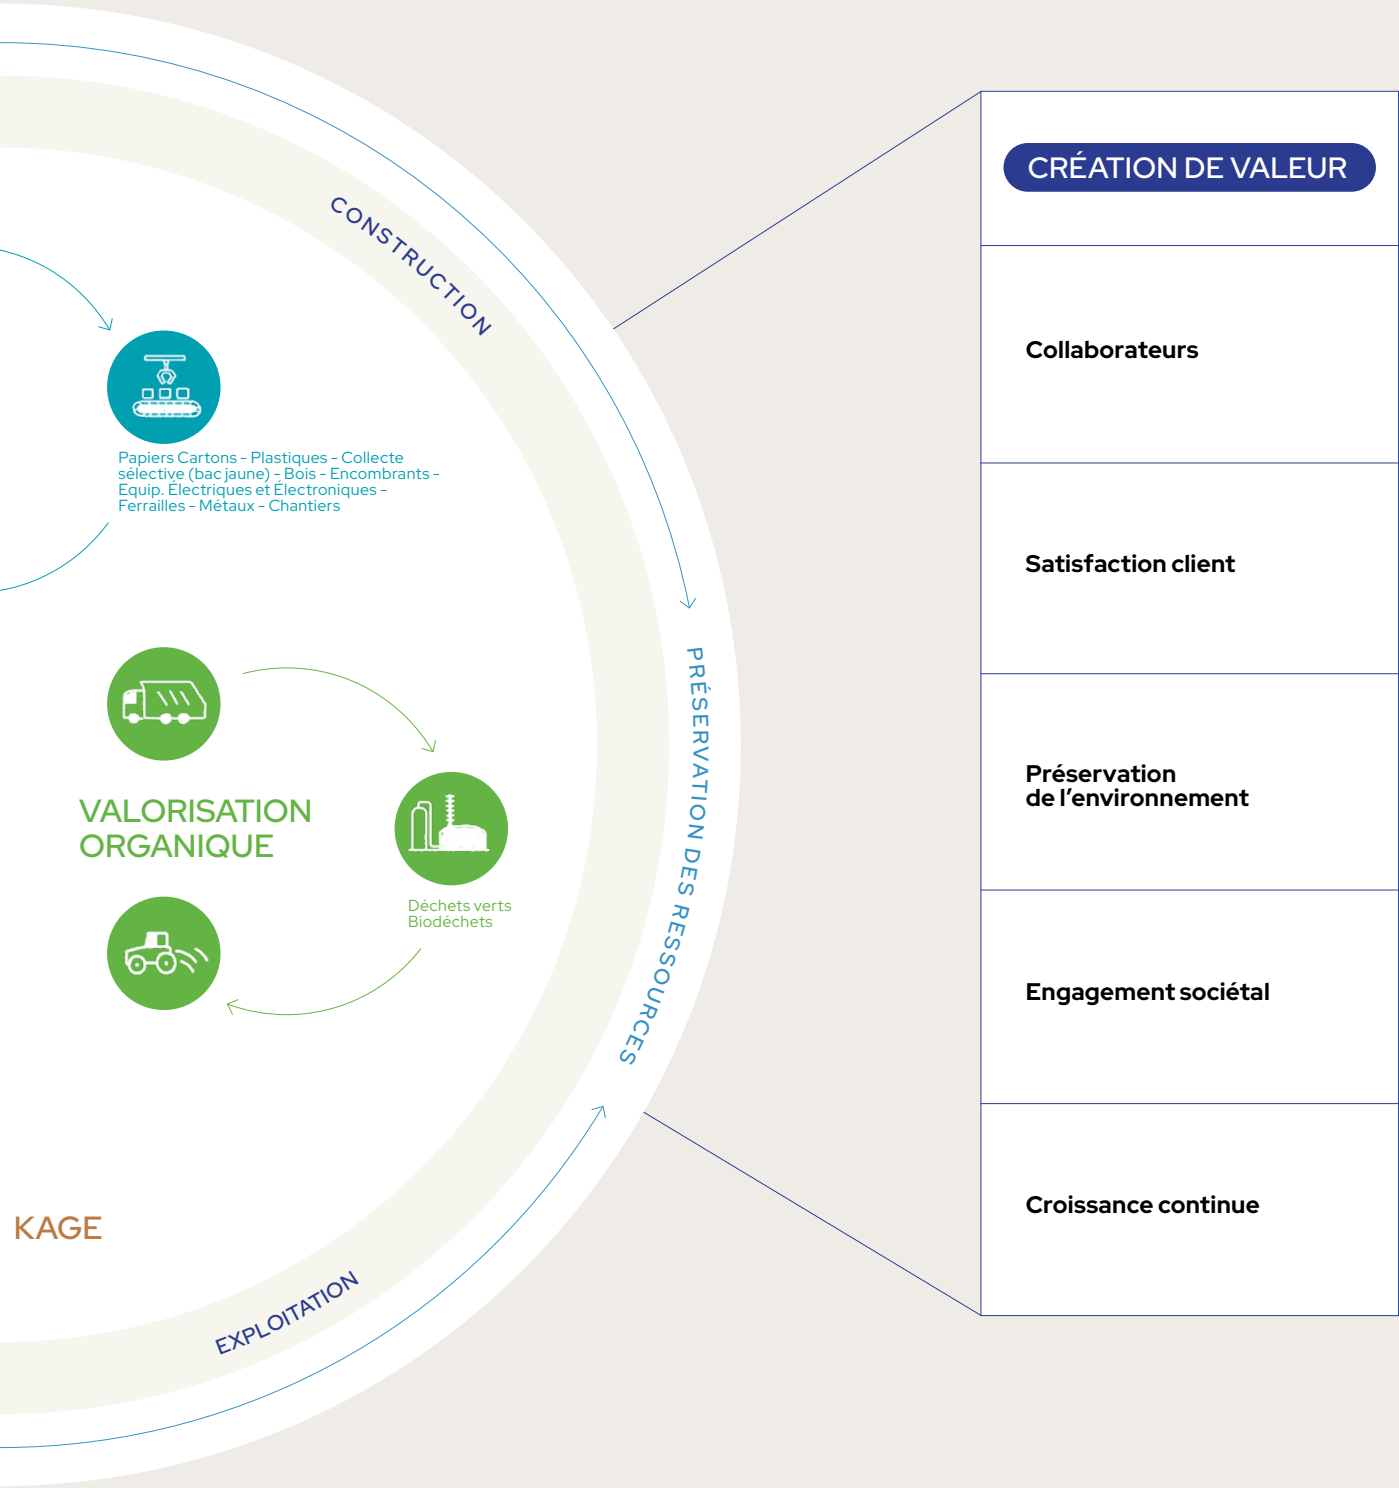 CONSTRUCTION
Papiers Cartons - Plastiques - Collecte
sélective (bac jaune) - Bois - Encombrants -
Equip. Électriques et Électroniques -
Ferrailles - Métaux - Chantiers
VALORISATION
ORGANIQUE
Déchets verts
Biodéchets
PRÉSERVATION DES RESSOURCES
KAGE
EXPLOITATION
CRÉATION DE VALEUR
Collaborateurs
Satisfaction client
Préservation
de l’environnement
Engagement sociétal
Croissance continue